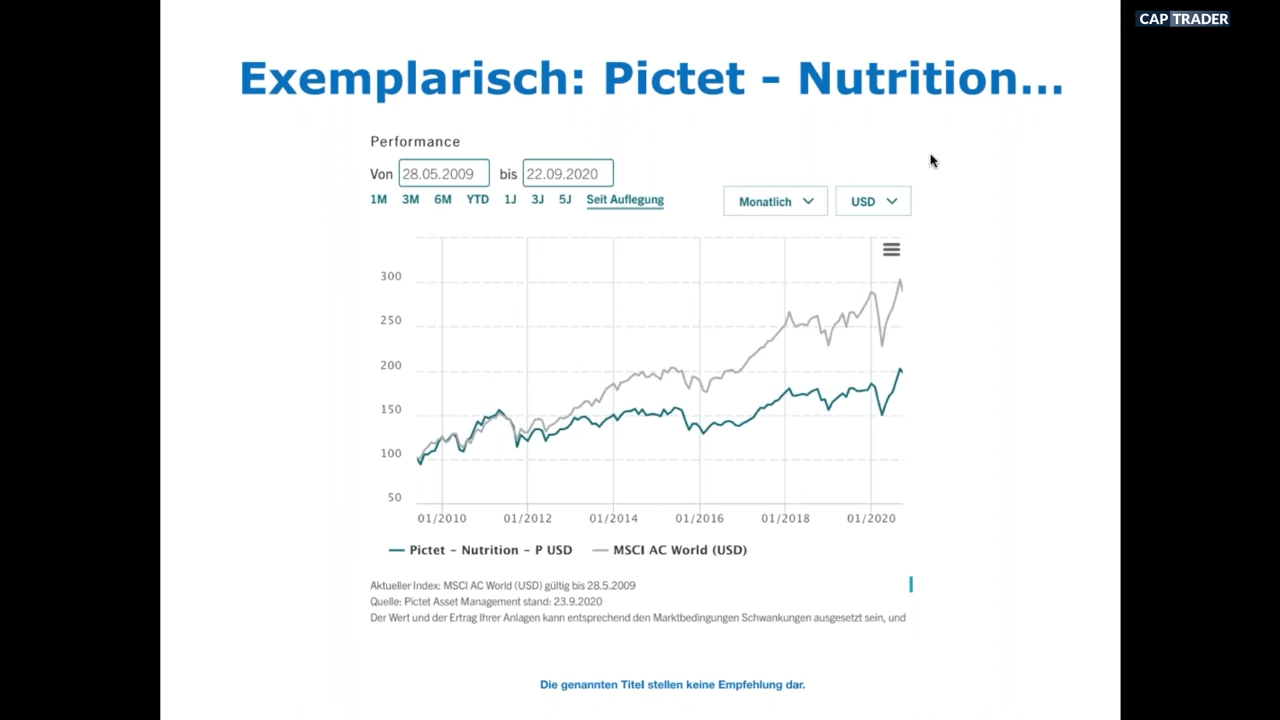 CAP TRADER
Exemplarisch: Pictet - Nutrition...
Performance
Von 28.05.2009 bis 22.09.2020
1M 3M 6M YTD 1J 3J 5J Seit Auflegung
Monatlich USD
300
250
200
150
100
50
01/2010 01/2012 01/2014 01/2016 01/2018 01/2020
Pictet - Nutrition - P USD MSCI AC World (USD)
Aktueller Index: MSCI AC World (USD) gültig bis 28.5.2009
Quelle: Pictet Asset Management stand: 23.9.2020
Der Wert und der Ertrag Ihrer Anlagen kann entsprechend den Marktbedingungen Schwankungen ausgesetzt sein, und
Die genannten Titel stellen keine Empfehlung dar.